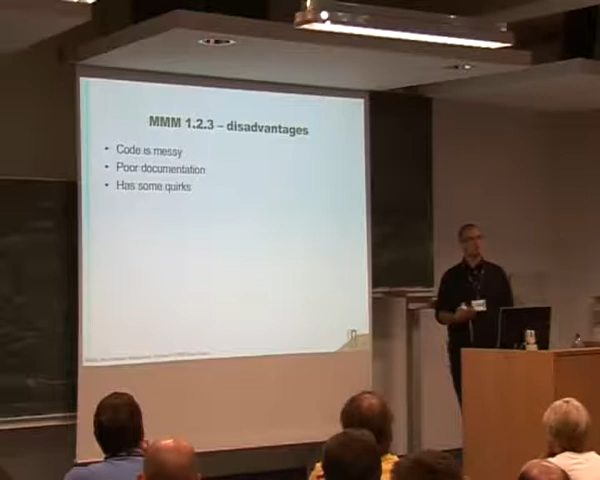 MMM 1.2.3 – disadvantages
• Code is messy
• Poor documentation
• Has some quirks